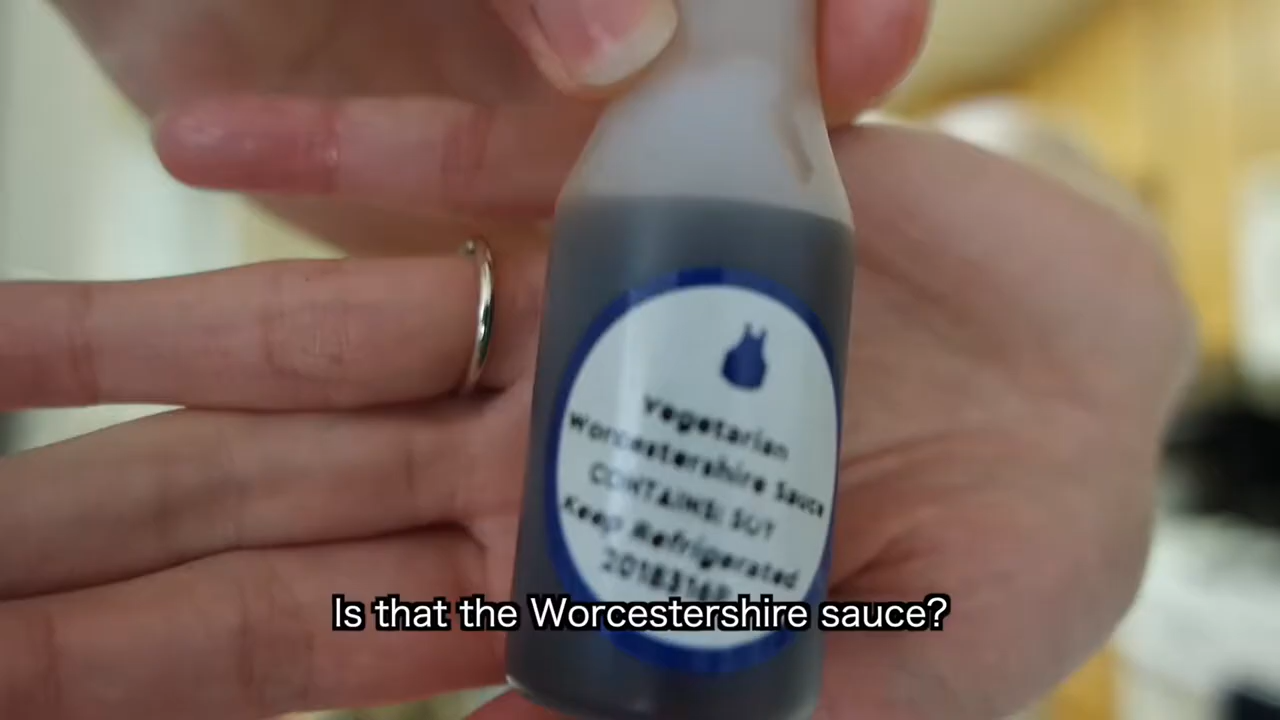 Vegetarian
Worcestershire Sauce
CONTAINS: SOY
Keep Refrigerated
Is that the Worcestershire sauce?